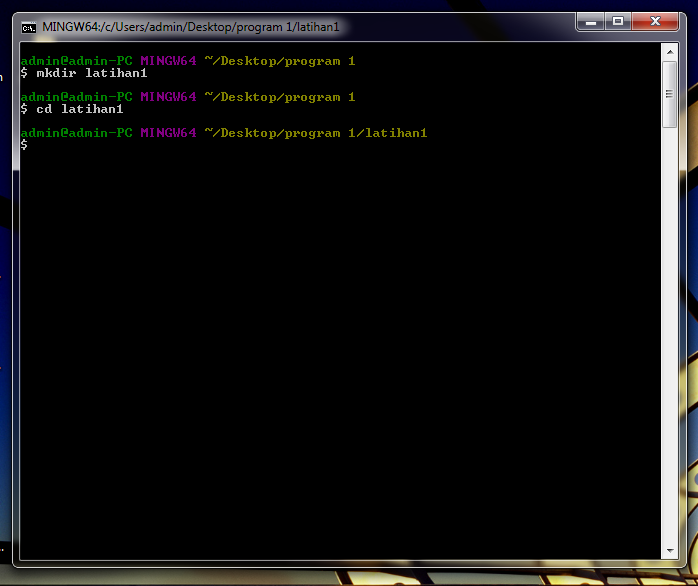 MINGW64:/c/Users/admin/Desktop/program 1/latihan1
admin@admin-PC MINGW64 ~/Desktop/program 1
$ mkdir latihan1
admin@admin-PC MINGW64 ~/Desktop/program 1
$ cd latihan1
admin@admin-PC MINGW64 ~/Desktop/program 1/latihan1
$